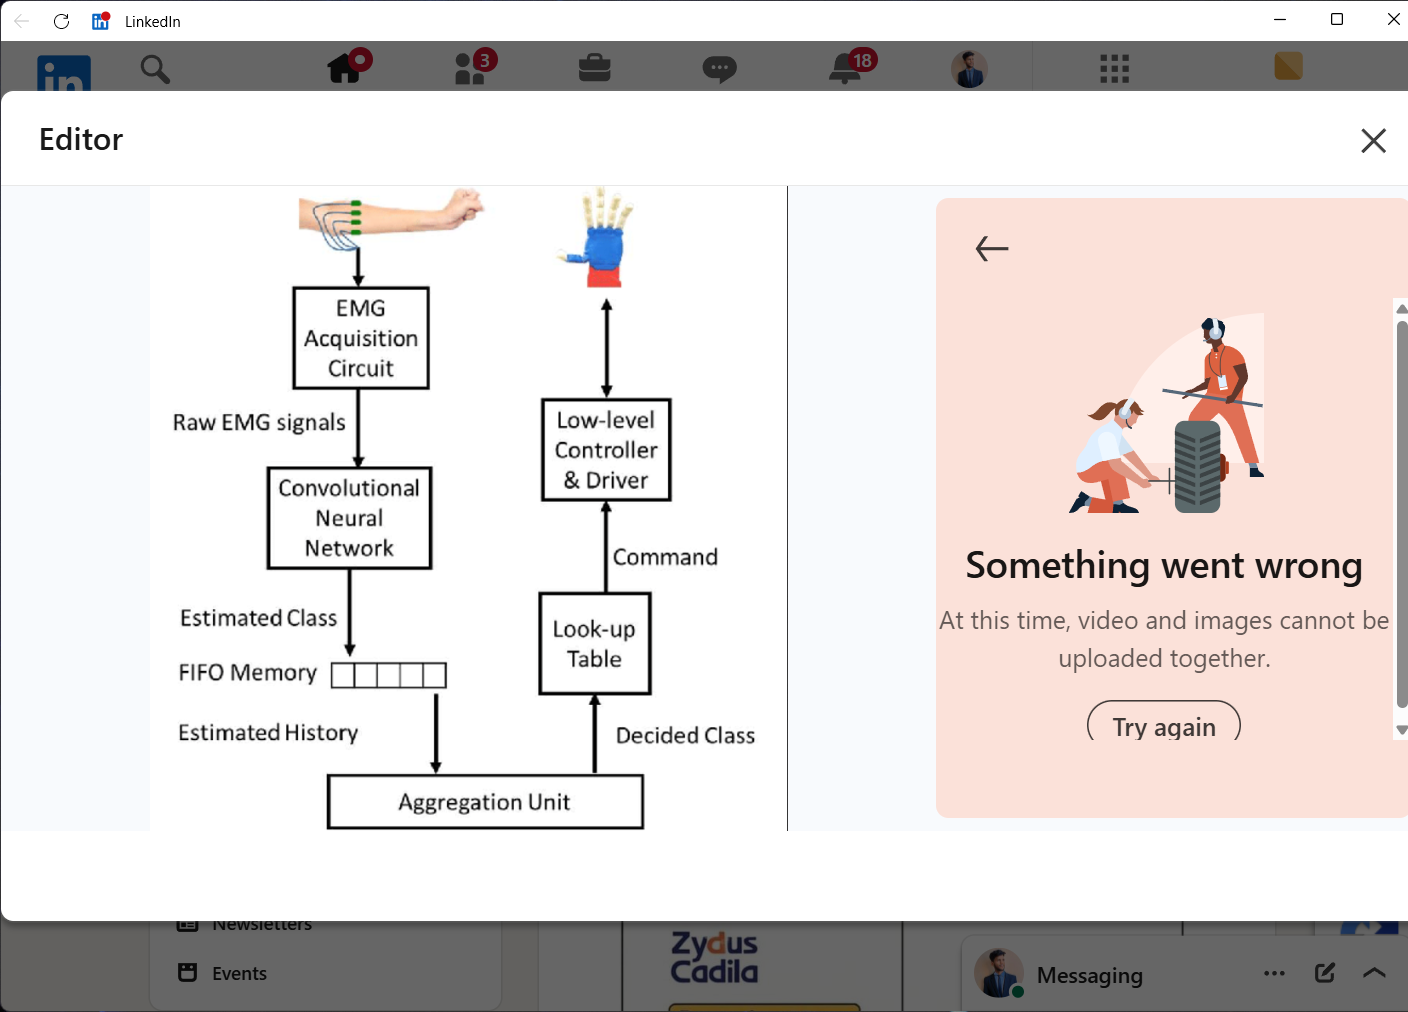 LinkedIn
in
3
18
Editor
EMG
Acquisition
Circuit
Raw EMG signals
Convolutional
Neural
Network
Estimated Class
FIFO Memory
Estimated History
Aggregation Unit
Low-level
Controller
& Driver
Command
Look-up
Table
Decided Class
Something went wrong
At this time, video and images cannot be
uploaded together.
Try again
Newsletters
Events
Zydus
Cadila
Messaging